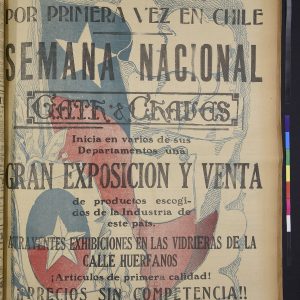 POR PRIMERA VEZ EN CHILE
SEMANA NACIONAL
GATH & CHAVES
Inicia en varios de sus
Departamentos una
GRAN EXPOSICION Y VENTA
de productos escogi-
dos de la Industria de
este país.
ATRAYENTES EXHIBICIONES EN LAS VIDRIERAS DE LA
CALLE HUERFANOS
¡Artículos de primera calidad!
¡PRECIOS SIN COMPETENCIA!!